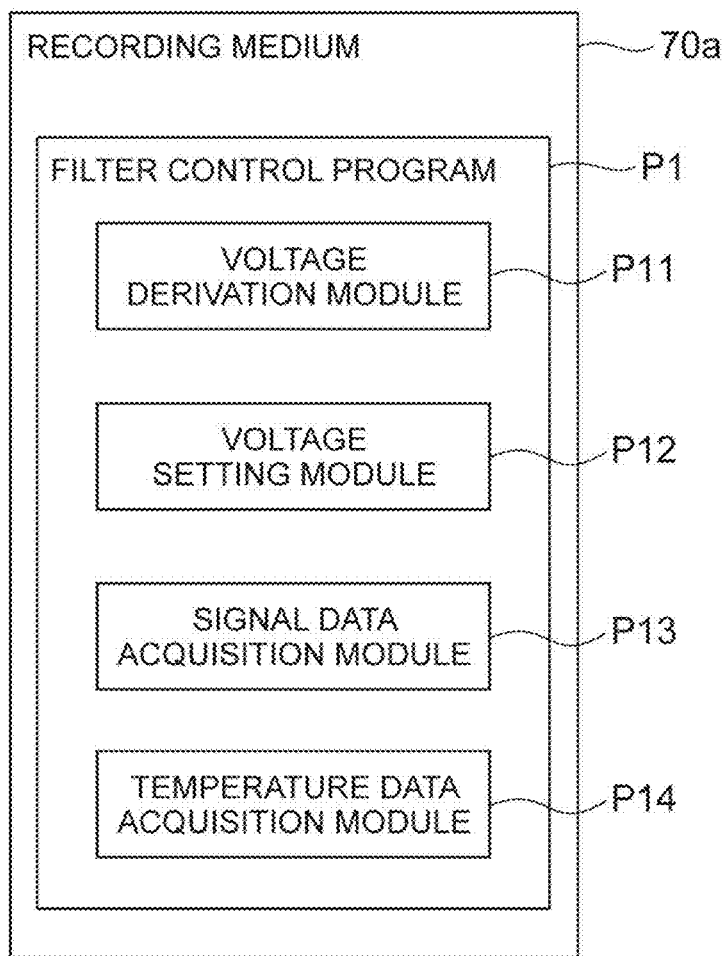 RECORDING MEDIUM
70a
FILTER CONTROL PROGRAM
P1
VOLTAGE
DERIVATION MODULE
P11
VOLTAGE
SETTING MODULE
P12
SIGNAL DATA
ACQUISITION MODULE
P13
TEMPERATURE DATA
ACQUISITION MODULE
P14